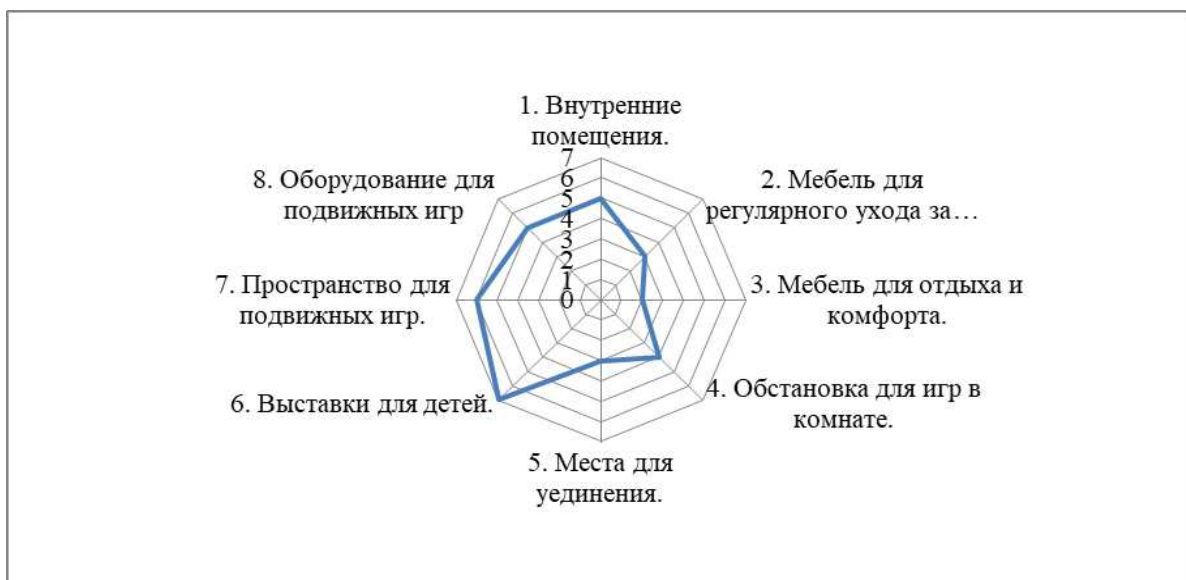 1. Внутренние
помещения.
2. Мебель для
регулярного ухода за…
3. Мебель для отдыха и
комфорта.
4. Обстановка для игр в
комнате.
5. Места для
уединения.
6. Выставки для детей.
7. Пространство для
подвижных игр.
8. Оборудование для
подвижных игр
7
6
5
4
3
2
1
0